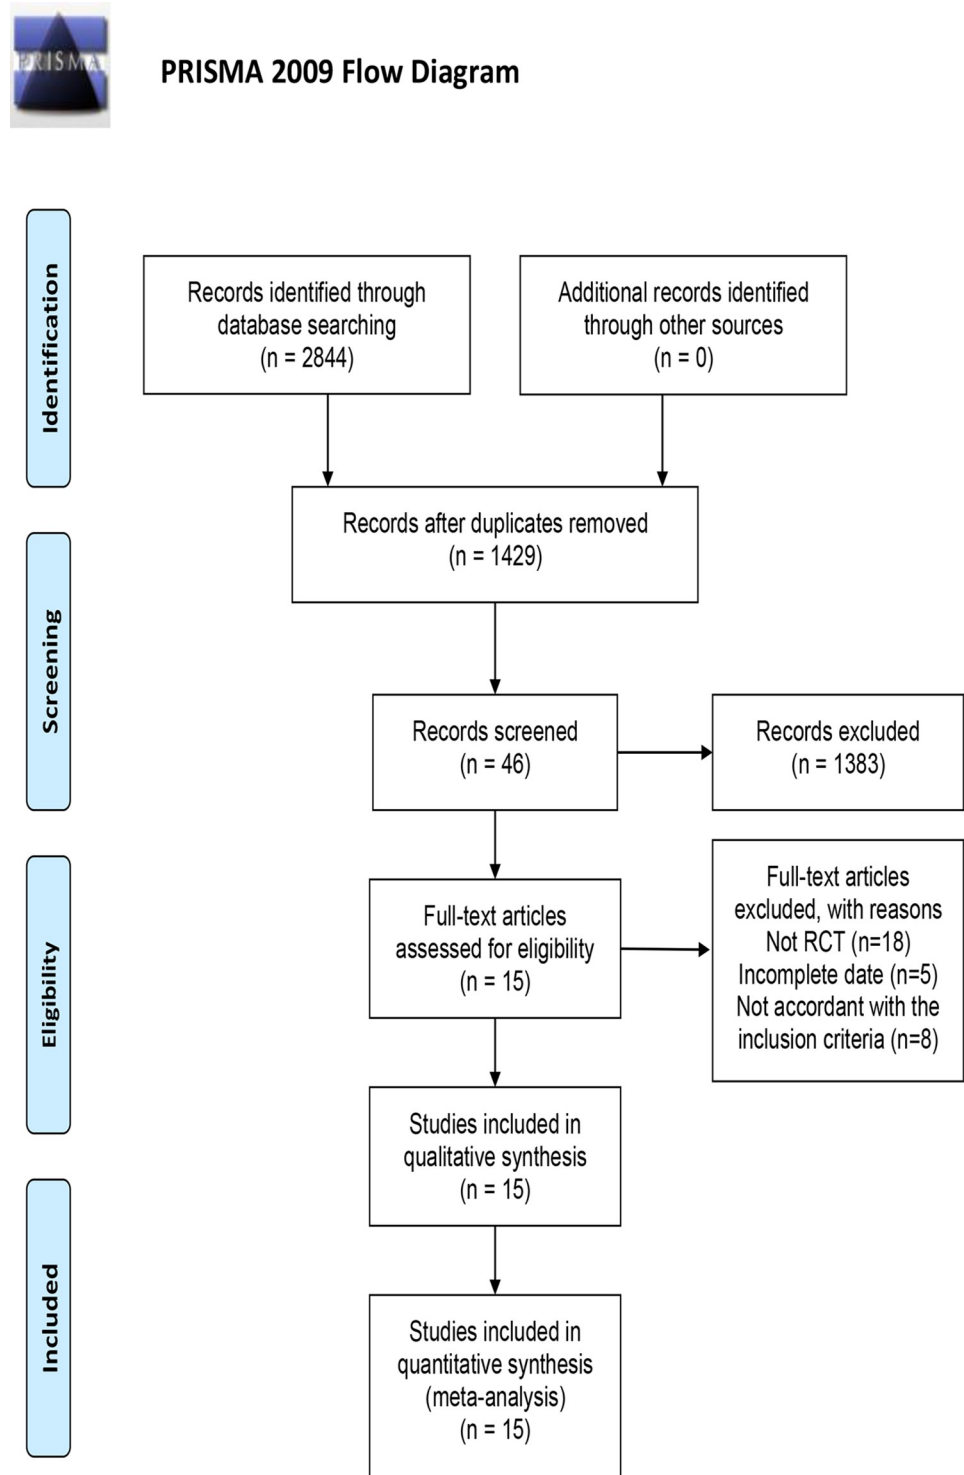 PRISMA
PRISMA 2009 Flow Diagram
Identification
Records identified through
database searching
(n = 2844)
Additional records identified
through other sources
(n = 0)
Records after duplicates removed
(n = 1429)
Screening
Records screened
(n = 46)
Records excluded
(n = 1383)
Eligibility
Full-text articles
assessed for eligibility
(n = 15)
Full-text articles
excluded, with reasons
Not RCT (n=18)
Incomplete date (n=5)
Not accordant with the
inclusion criteria (n=8)
Studies included in
qualitative synthesis
(n = 15)
Included
Studies included in
quantitative synthesis
(meta-analysis)
(n = 15)